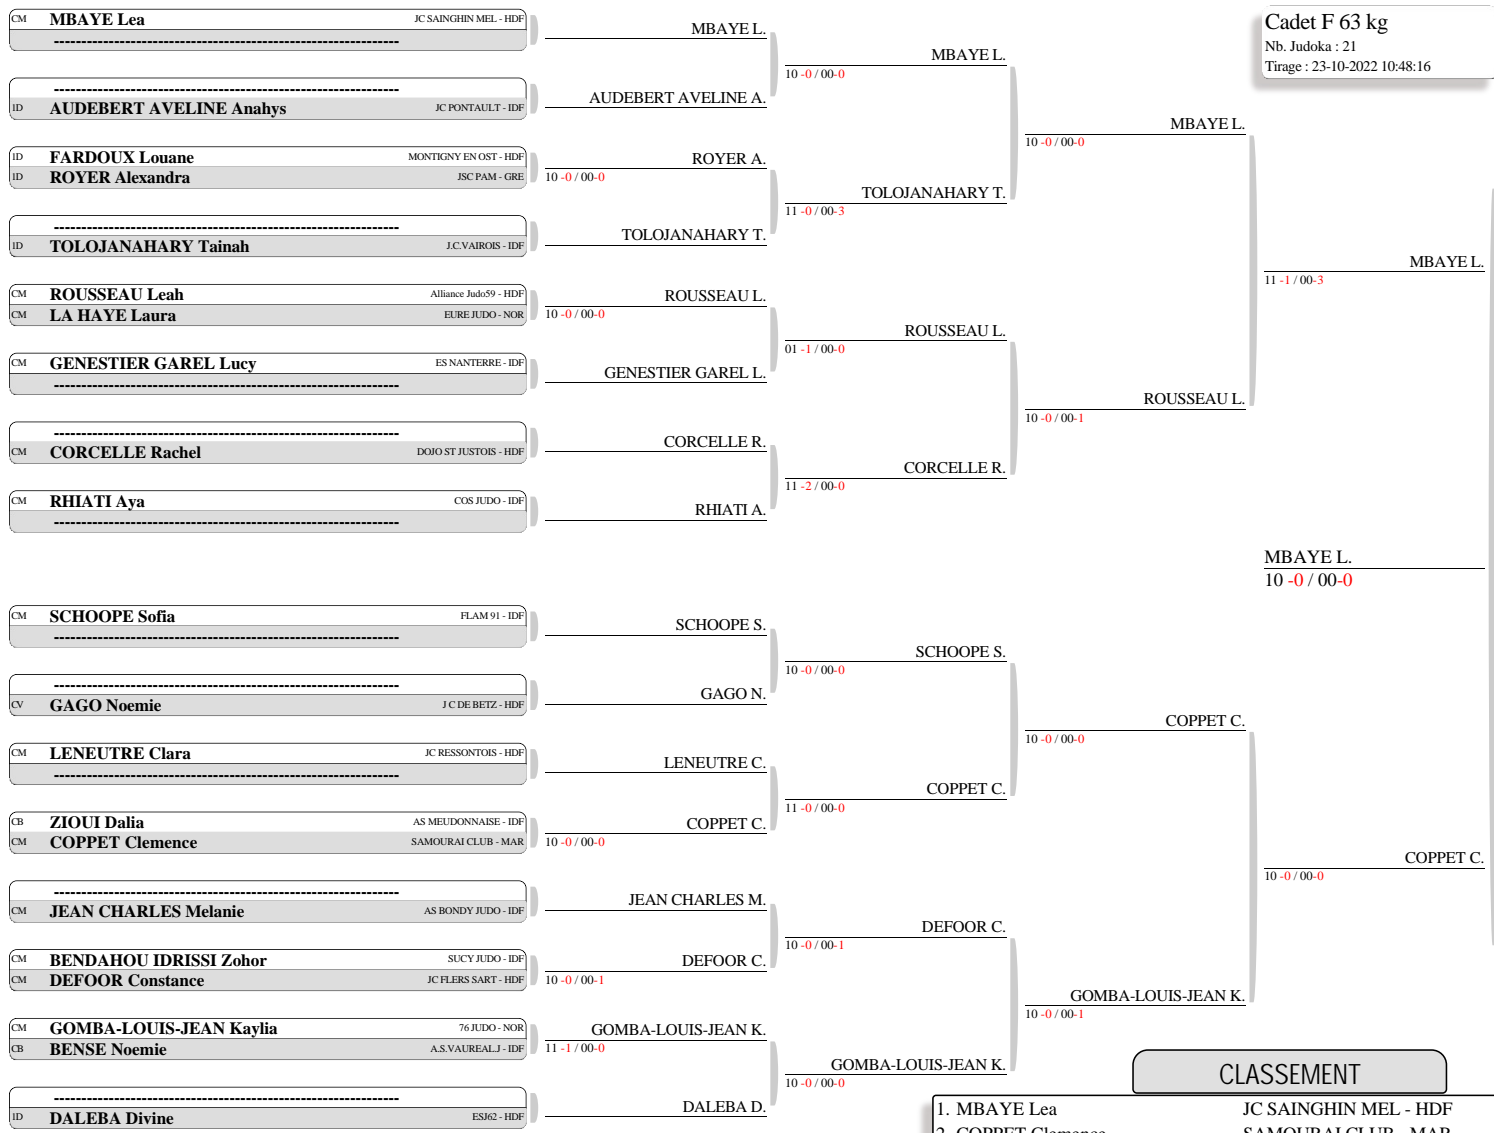 Cadet F 63 kg
Nb. Judoka : 21
Tirage : 23-10-2022 10:48:16
CM MBAYE Lea JC SAINGHIN MEL - HDF
--------------------------------------------------------------
--------------------------------------------------------------
1D AUDEBERT AVELINE Anahys JC PONTAULT - IDF
1D FARDOUX Louane MONTIGNY EN OST - HDF
1D ROYER Alexandra JSC PAM - GRE
--------------------------------------------------------------
1D TOLOJANAHARY Tainah J.C.VAIROIS - IDF
CM ROUSSEAU Leah Alliance Judo59 - HDF
CM LA HAYE Laura EURE JUDO - NOR
CM GENESTIER GAREL Lucy ES NANTERRE - IDF
--------------------------------------------------------------
--------------------------------------------------------------
CM CORCELLE Rachel DOJO ST JUSTOIS - HDF
CM RHIATI Aya COS JUDO - IDF
--------------------------------------------------------------
CM SCHOOPE Sofia FLAM 91 - IDF
--------------------------------------------------------------
--------------------------------------------------------------
CV GAGO Noemie J C DE BETZ - HDF
CM LENEUTRE Clara JC RESSONTOIS - HDF
--------------------------------------------------------------
CB ZIOUI Dalia AS MEUDONNAISE - IDF
CM COPPET Clemence SAMOURAI CLUB - MAR
--------------------------------------------------------------
CM JEAN CHARLES Melanie AS BONDY JUDO - IDF
CM BENDAHOU IDRISSI Zohor SUCY JUDO - IDF
CM DEFOOR Constance JC FLERS SART - HDF
CM GOMBA-LOUIS-JEAN Kaylia 76 JUDO - NOR
CB BENSE Noemie A.S.VAUREAL.J - IDF
--------------------------------------------------------------
1D DALEBA Divine ESJ62 - HDF
MBAYE L.
AUDEBERT AVELINE A.
ROYER A.
10 -0 / 00-0
TOLOJANAHARY T.
ROUSSEAU L.
10 -0 / 00-0
GENESTIER GAREL L.
CORCELLE R.
RHIATI A.
SCHOOPE S.
GAGO N.
LENEUTRE C.
COPPET C.
10 -0 / 00-0
JEAN CHARLES M.
DEFOOR C.
10 -0 / 00-1
GOMBA-LOUIS-JEAN K.
11 -1 / 00-0
DALEBA D.
MBAYE L.
10 -0 / 00-0
TOLOJANAHARY T.
11 -0 / 00-3
ROUSSEAU L.
01 -1 / 00-0
CORCELLE R.
11 -2 / 00-0
SCHOOPE S.
10 -0 / 00-0
COPPET C.
11 -0 / 00-0
DEFOOR C.
10 -0 / 00-1
GOMBA-LOUIS-JEAN K.
10 -0 / 00-0
MBAYE L.
10 -0 / 00-0
ROUSSEAU L.
10 -0 / 00-1
COPPET C.
10 -0 / 00-0
GOMBA-LOUIS-JEAN K.
10 -0 / 00-1
MBAYE L.
11 -1 / 00-3
COPPET C.
10 -0 / 00-0
MBAYE L.
10 -0 / 00-0
CLASSEMENT
1. MBAYE Lea JC SAINGHIN MEL - HDF
2. COPPET Clemence SAMOURAI CLUB - MAR